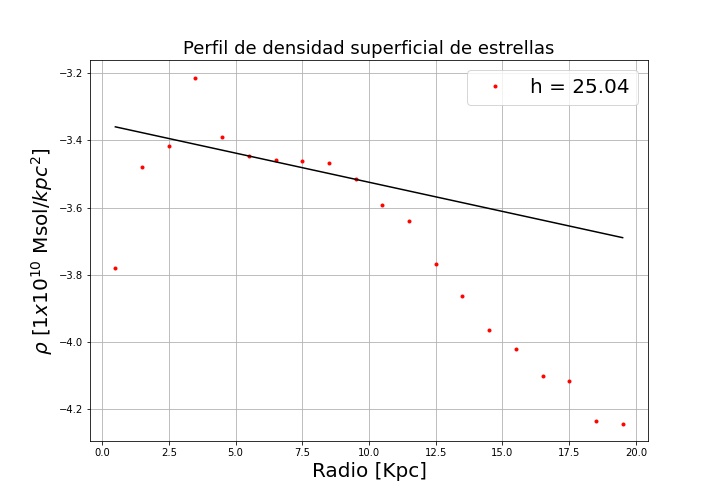 Perfil de densidad superficial de estrellas
h = 25.04
−3.2
−3.4
−3.6
−3.8
−4.0
−4.2
ρ [1x10¹⁰ Msol/kpc²]
0.0 2.5 5.0 7.5 10.0 12.5 15.0 17.5 20.0
Radio [Kpc]